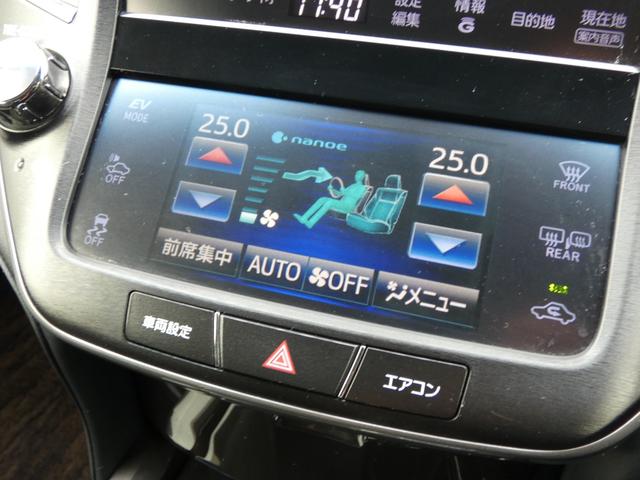 11:40
設定
編集
情報
G
目的地
現在地
案内音声
EV
MODE
25.0
nanoe
25.0
OFF
FRONT
OFF
REAR
前席集中
AUTO
OFF
メニュー
車両設定
エアコン